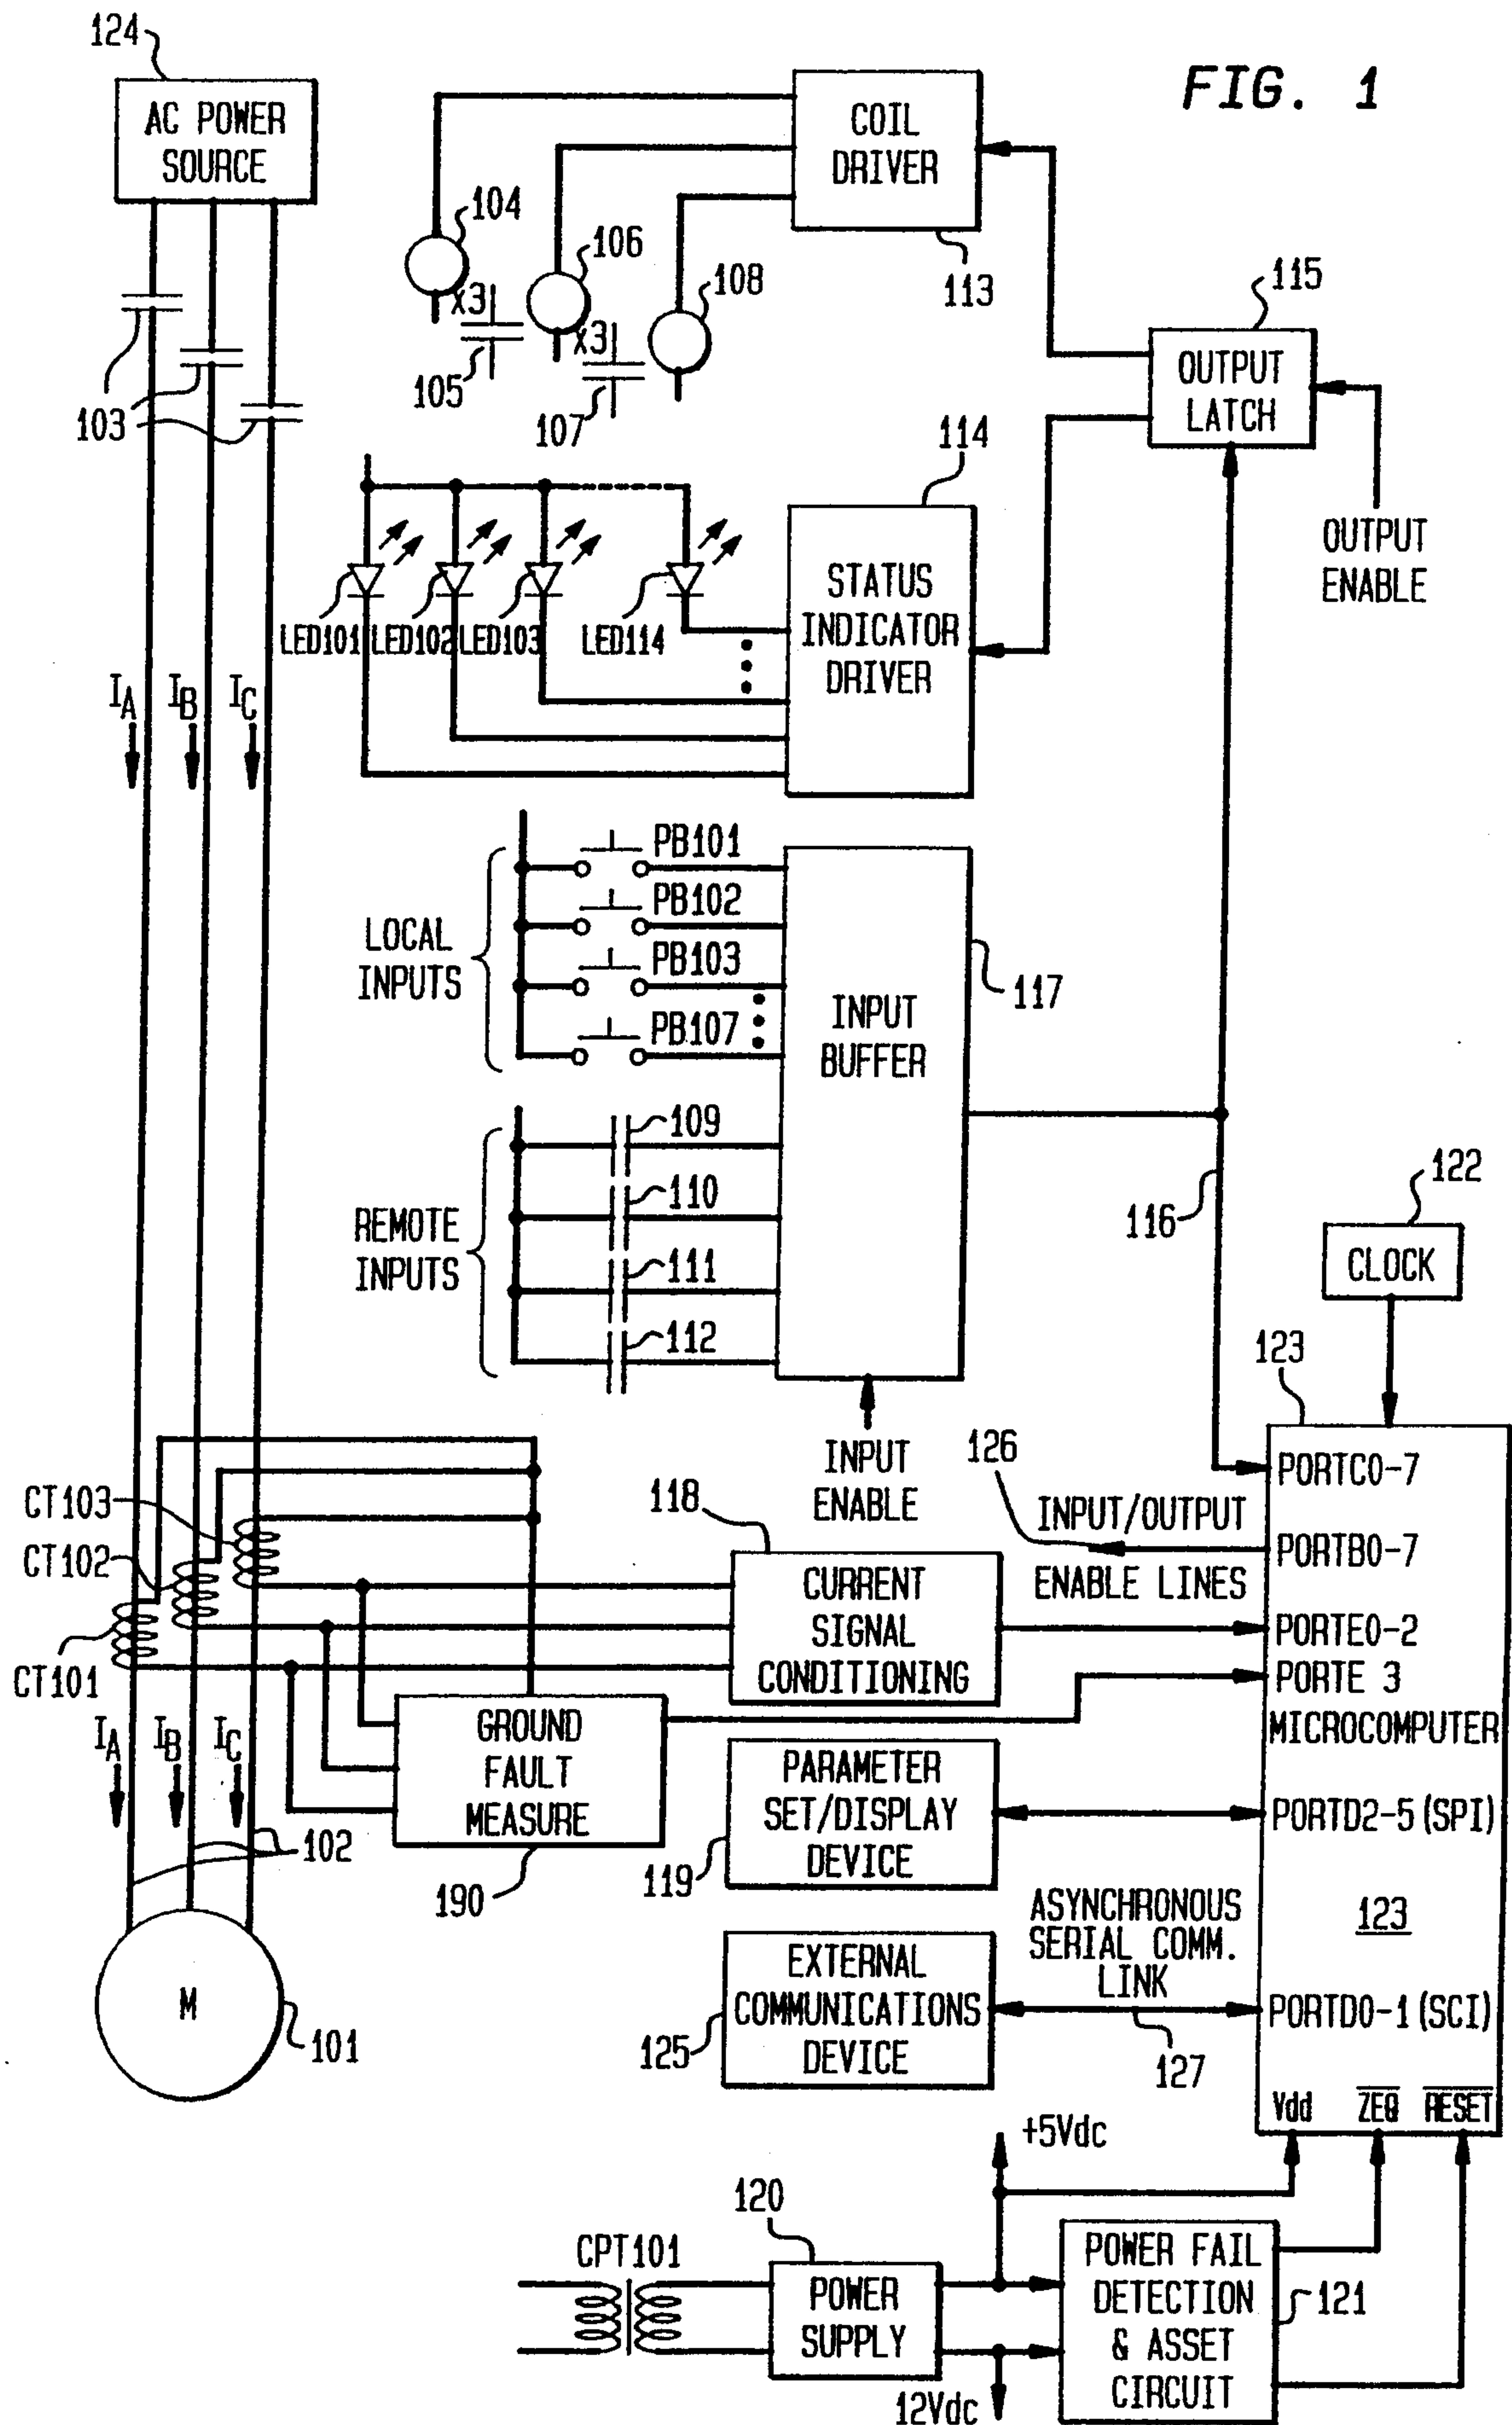 FIG. 1
124
AC POWER
SOURCE
COIL
DRIVER
113
104
x3
105
106
x3
107
108
103
115
OUTPUT
LATCH
OUTPUT
ENABLE
114
STATUS
INDICATOR
DRIVER
LED101
LED102
LED103
LED114
IA
IB
IC
LOCAL
INPUTS
PB101
PB102
PB103
PB107
INPUT
BUFFER
117
REMOTE
INPUTS
109
110
111
112
INPUT
ENABLE
116
122
CLOCK
123
PORTC0-7
126
INPUT/OUTPUT
ENABLE LINES
PORTB0-7
PORTE0-2
PORTE 3
MICROCOMPUTER
PORTD2-5 (SPI)
123
PORTD0-1 (SCI)
Vdd
ZEQ
RESET
CT103
CT102
CT101
118
CURRENT
SIGNAL
CONDITIONING
IA
IB
IC
GROUND
FAULT
MEASURE
190
102
PARAMETER
SET/DISPLAY
DEVICE
119
ASYNCHRONOUS
SERIAL COMM.
LINK
127
EXTERNAL
COMMUNICATIONS
DEVICE
125
M
101
+5Vdc
120
CPT101
POWER
SUPPLY
12Vdc
POWER FAIL
DETECTION
& ASSET
CIRCUIT
121